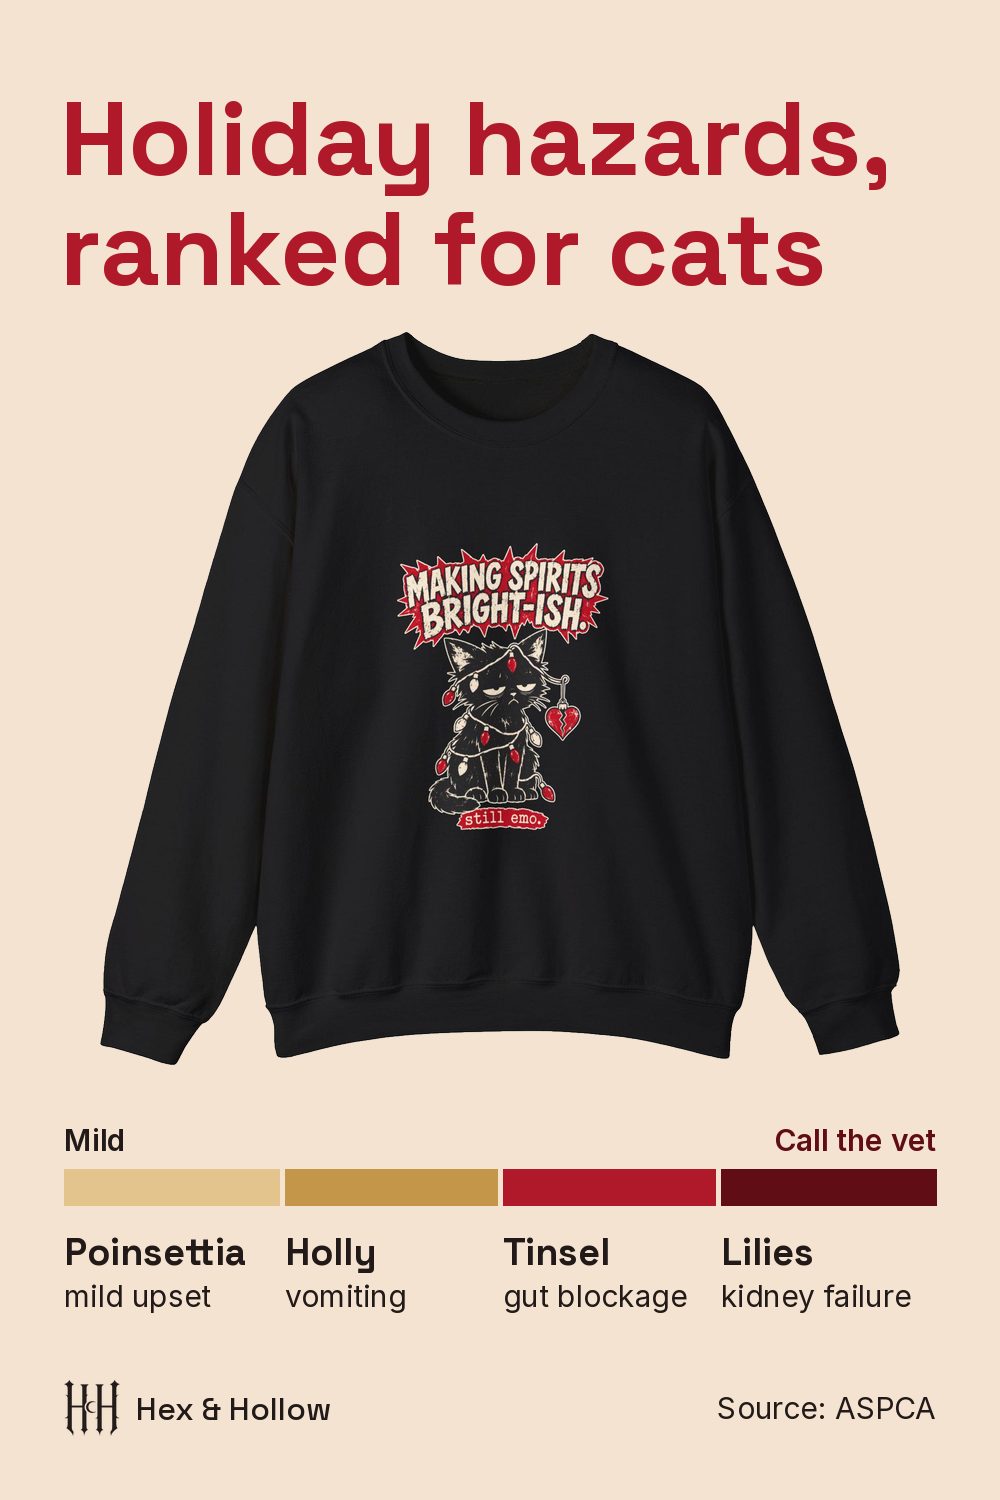 Holiday hazards,
ranked for cats
MAKING SPIRITS
BRIGHT-ISH.
still emo.
Mild
Call the vet
Poinsettia
Holly
Tinsel
Lilies
mild upset
vomiting
gut blockage
kidney failure
HCH
Hex & Hollow
Source: ASPCA